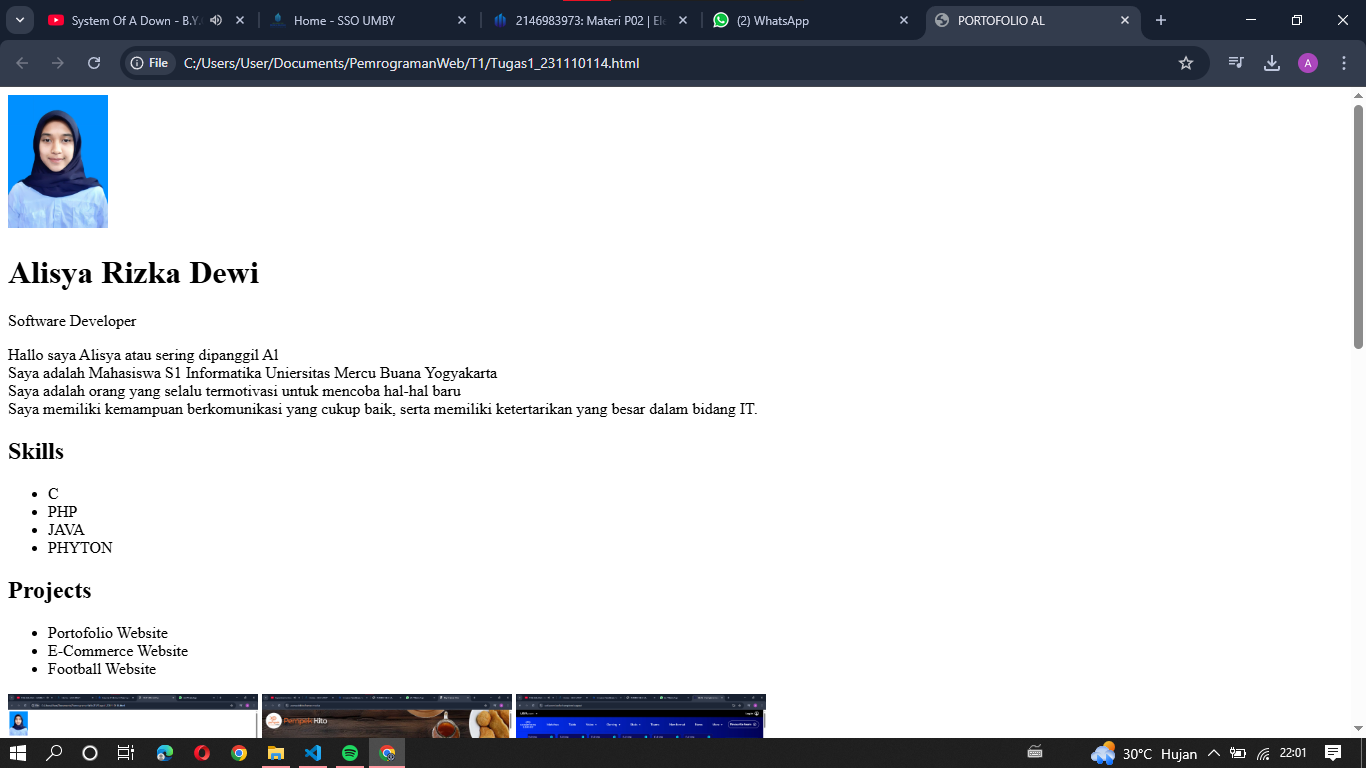 System Of A Down - B.Y.
Home - SSO UMBY
2146983973: Materi P02 | Ele
(2) WhatsApp
PORTOFOLIO AL
File
C:/Users/User/Documents/PemrogramanWeb/T1/Tugas1_231110114.html
A
Alisya Rizka Dewi
Software Developer
Hallo saya Alisya atau sering dipanggil Al
Saya adalah Mahasiswa S1 Informatika Uniersitas Mercu Buana Yogyakarta
Saya adalah orang yang selalu termotivasi untuk mencoba hal-hal baru
Saya memiliki kemampuan berkomunikasi yang cukup baik, serta memiliki ketertarikan yang besar dalam bidang IT.
Skills
• C
• PHP
• JAVA
• PHYTON
Projects
• Portofolio Website
• E-Commerce Website
• Football Website
Pempek Kito
30°C Hujan
22:01